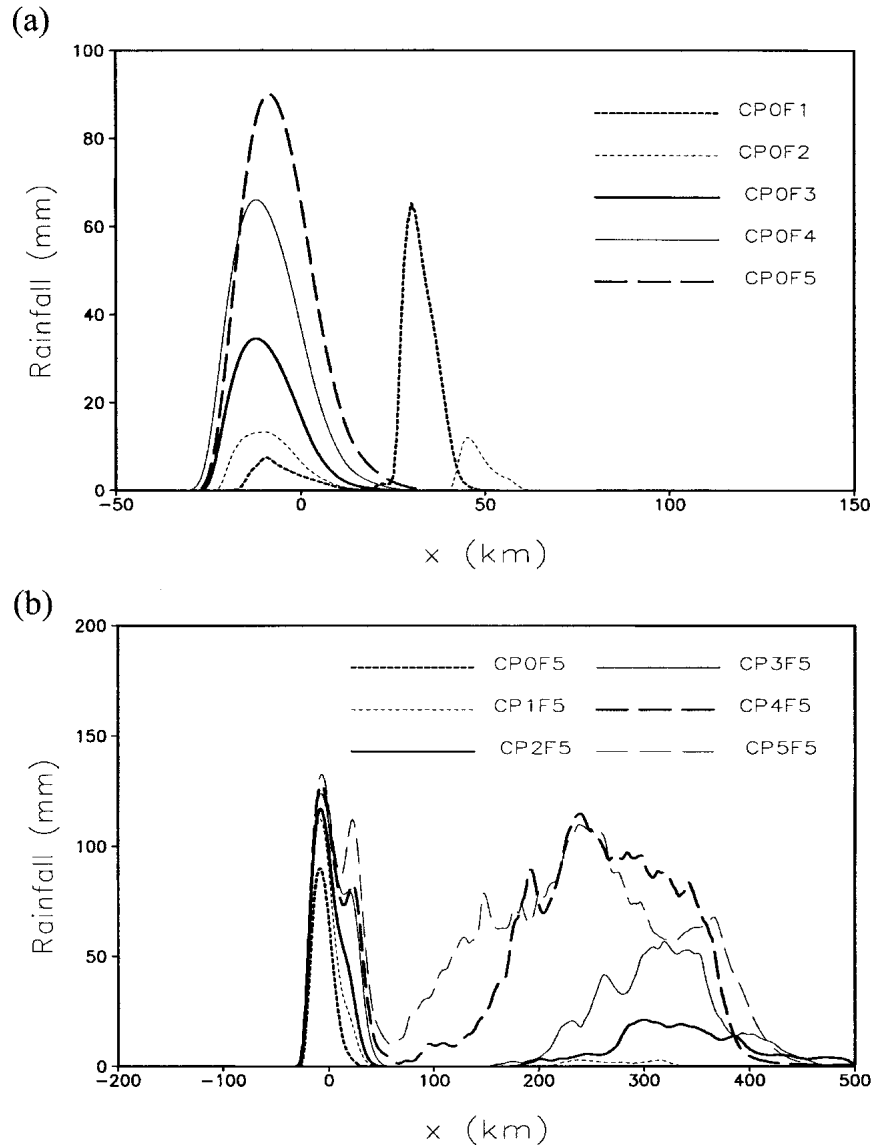 (a)
100
80
60
40
20
0
Rainfall (mm)
CP0F1
CP0F2
CP0F3
CP0F4
CP0F5
-50
0
50
100
150
x (km)
(b)
200
150
100
50
0
Rainfall (mm)
CP0F5
CP3F5
CP1F5
CP4F5
CP2F5
CP5F5
-200
-100
0
100
200
300
400
500
x (km)